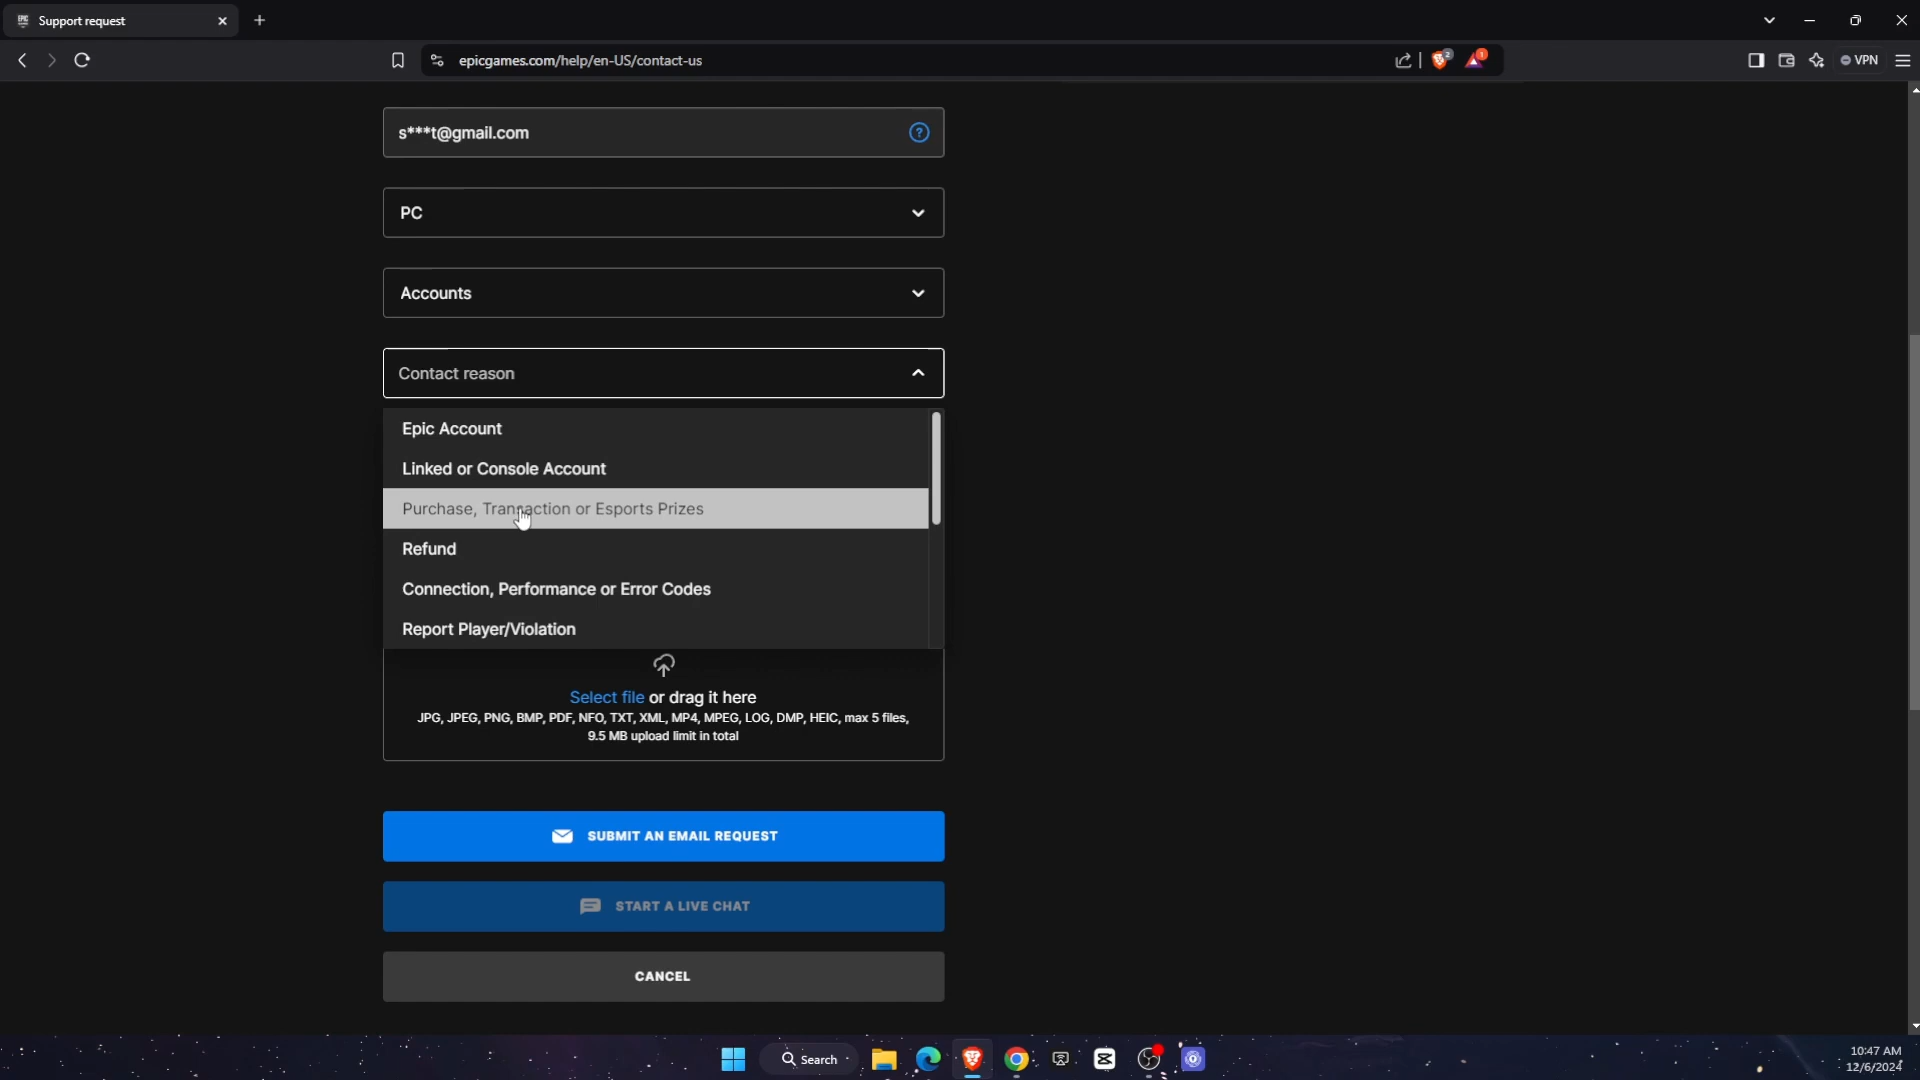 Support request
epicgames.com/help/en-US/contact-us
2
1
VPN
s***t@gmail.com
?
PC
Accounts
Contact reason
Epic Account
Linked or Console Account
Purchase, Transaction or Esports Prizes
Refund
Connection, Performance or Error Codes
Report Player/Violation
Select file or drag it here
JPG, JPEG, PNG, BMP, PDF, NFO, TXT, XML, MP4, MPEG, LOG, DMP, HEIC, max 5 files,
9.5 MB upload limit in total
SUBMIT AN EMAIL REQUEST
START A LIVE CHAT
CANCEL
Search
10:47 AM
12/6/2024